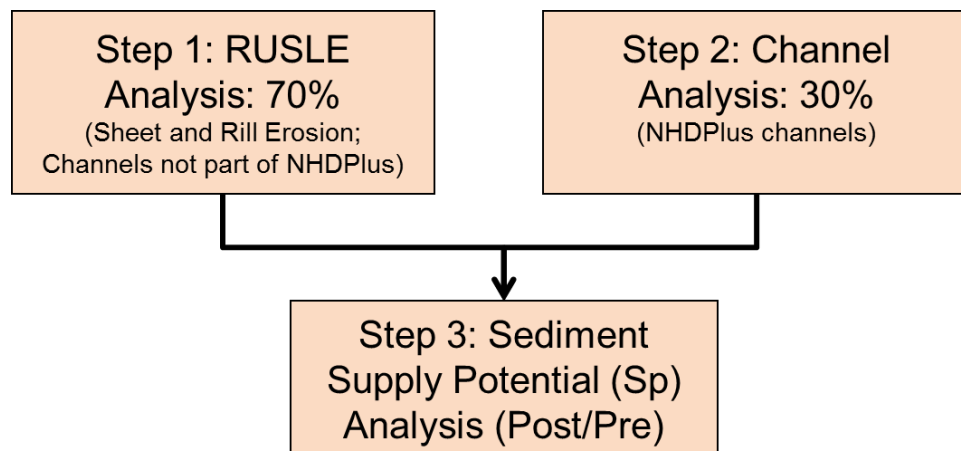 Step 1: RUSLE
Analysis: 70%
(Sheet and Rill Erosion;
Channels not part of NHDPlus)
Step 2: Channel
Analysis: 30%
(NHDPlus channels)
Step 3: Sediment
Supply Potential (Sp)
Analysis (Post/Pre)